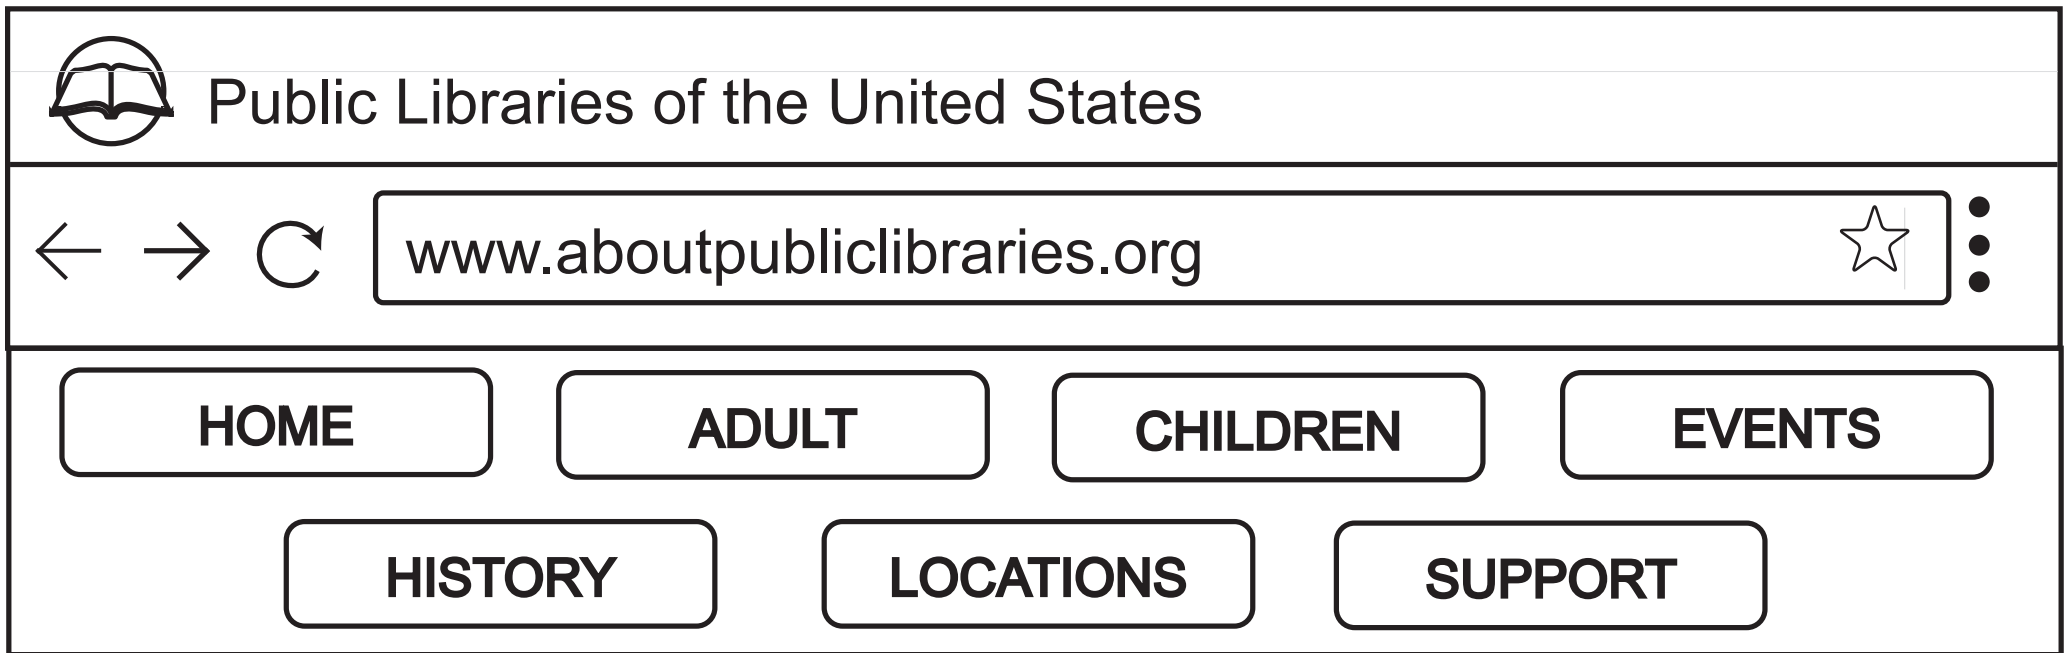 Public Libraries of the United States
www.aboutpubliclibraries.org
HOME ADULT CHILDREN EVENTS
HISTORY LOCATIONS SUPPORT